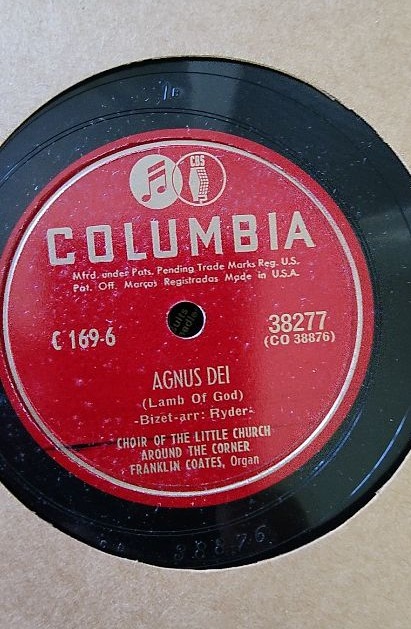 1B
CBS
COLUMBIA
Mfrd. under Pats. Pending Trade Marks Reg. U.S.
Pat. Off. Marcas Registradas Made in U.S.A.
C 169-6
38277
(CO 38876)
AGNUS DEI
(Lamb Of God)
-Bizet-arr: Ryder-
CHOIR OF THE LITTLE CHURCH
AROUND THE CORNER
FRANKLIN COATES, Organ
38876